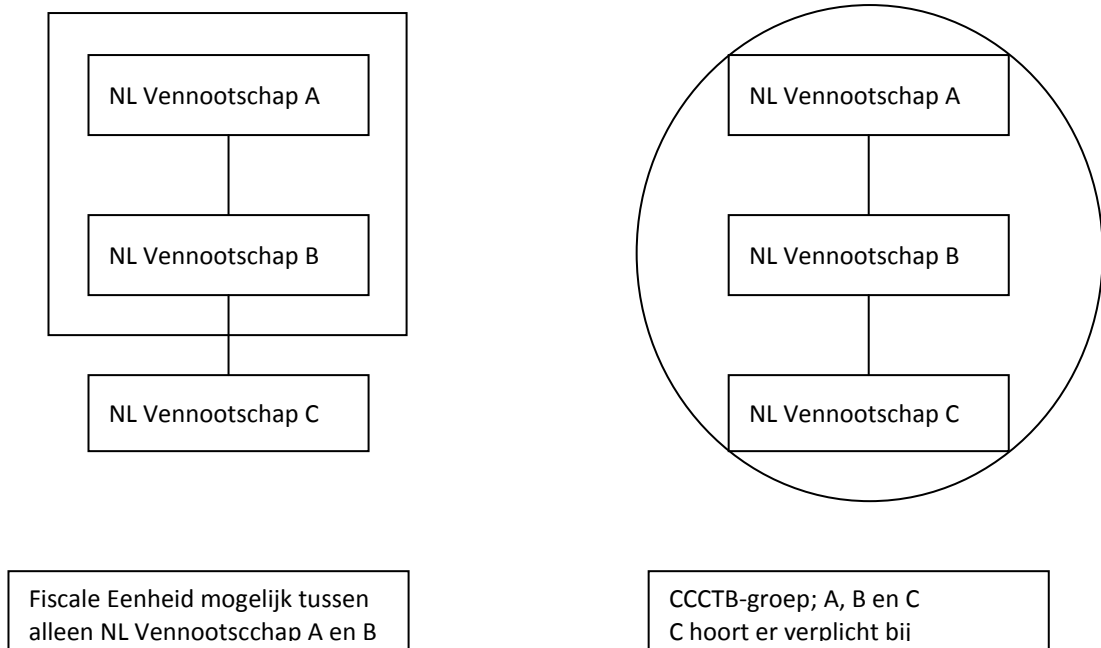 NL Vennootschap A
NL Vennootschap B
NL Vennootschap C
Fiscale Eenheid mogelijk tussen
alleen NL Vennootscchap A en B
NL Vennootschap A
NL Vennootschap B
NL Vennootschap C
CCCTB-groep; A, B en C
C hoort er verplicht bij